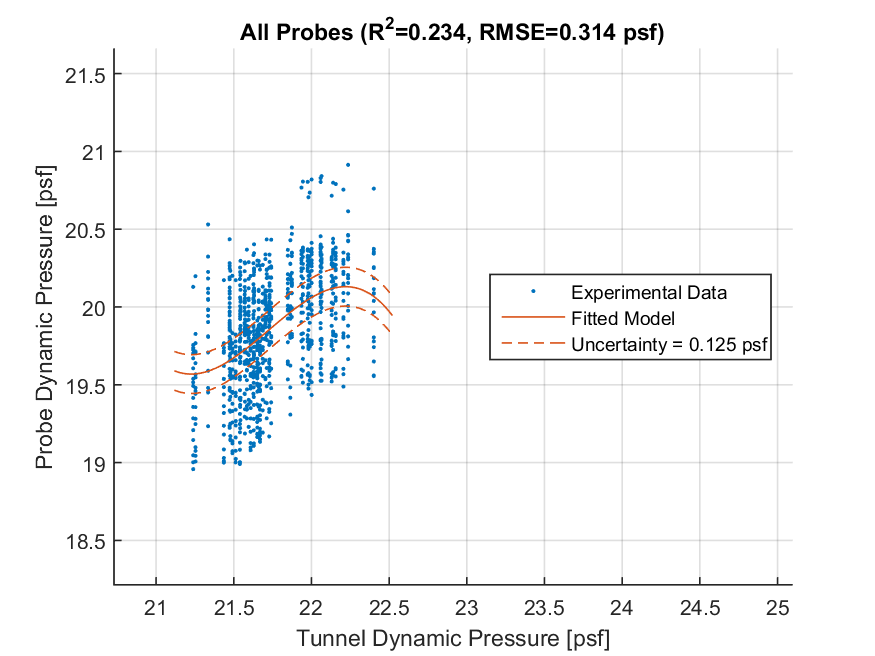 All Probes (R²=0.234, RMSE=0.314 psf)
Probe Dynamic Pressure [psf]
21.5
21
20.5
20
19.5
19
18.5
Experimental Data
Fitted Model
Uncertainty = 0.125 psf
21 21.5 22 22.5 23 23.5 24 24.5 25
Tunnel Dynamic Pressure [psf]